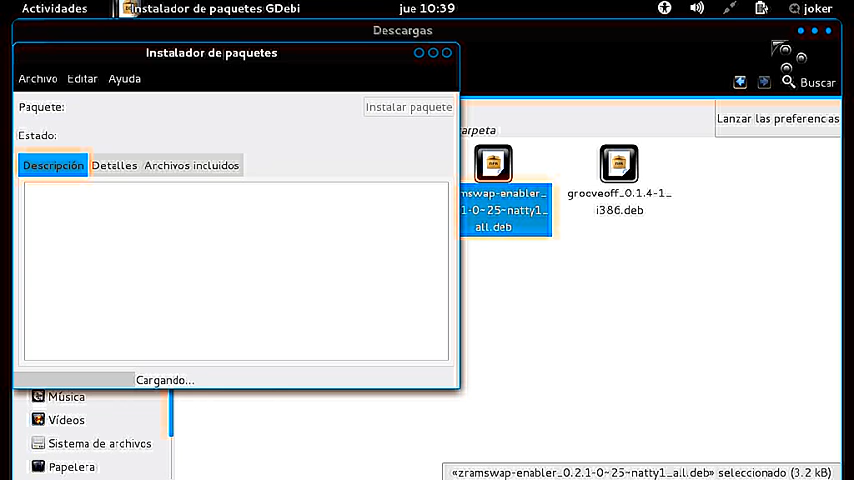 Actividades
Instalador de paquetes GDebi
jue 10:39
joker
Descargas
Instalador de paquetes
Archivo Editar Ayuda
Buscar
Paquete:
Instalar paquete
Lanzar las preferencias
Estado:
arpeta
Descripción Detalles Archivos incluidos
mswap-enabler_
.1-0~25~natty1_
all.deb
grooveoff_0.1.4-1_
i386.deb
Cargando...
Música
Vídeos
Sistema de archivos
Papelera
«zramswap-enabler_0.2.1-0~25~natty1_all.deb» seleccionado (3.2 kB)